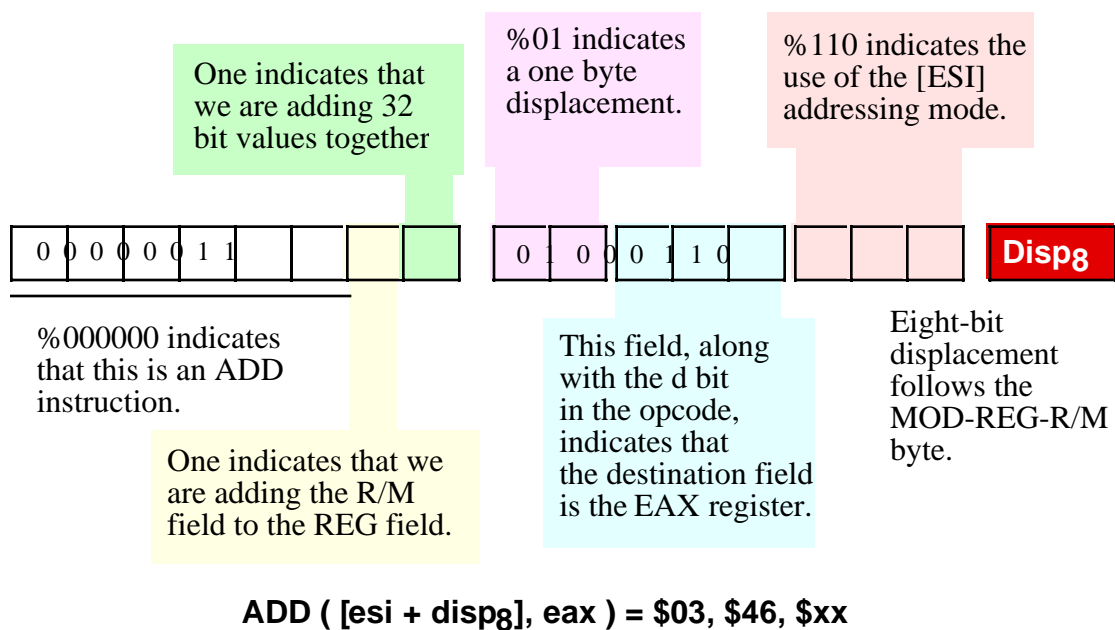 One indicates that
we are adding 32
bit values together
%01 indicates
a one byte
displacement.
%110 indicates the
use of the [ESI]
addressing mode.
0 0 0 0 0 0 1 1
0 1 0 0 0 1 1 0
Disp8
%000000 indicates
that this is an ADD
instruction.
One indicates that we
are adding the R/M
field to the REG field.
This field, along
with the d bit
in the opcode,
indicates that
the destination field
is the EAX register.
Eight-bit
displacement
follows the
MOD-REG-R/M
byte.
ADD ( [esi + disp8], eax ) = $03, $46, $xx